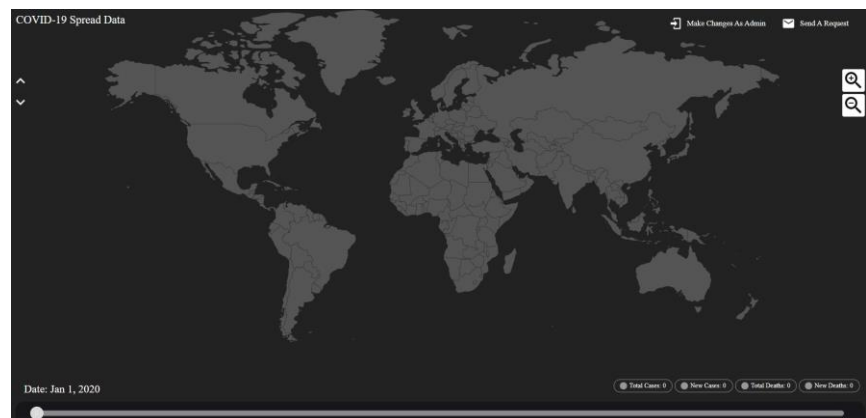 COVID-19 Spread Data
Make Changes As Admin
Send A Request
Date: Jan 1, 2020
Total Cases: 0
New Cases: 0
Total Deaths: 0
New Deaths: 0